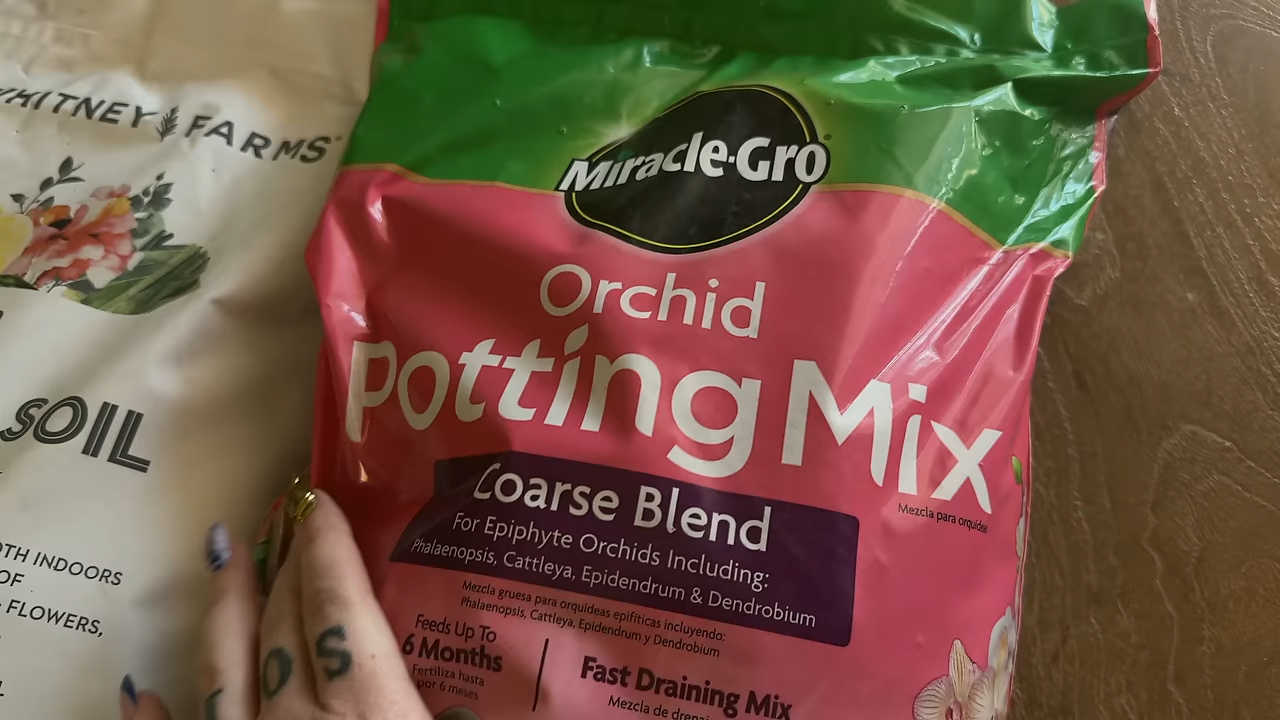 WHITNEY FARMS
SOIL
INDOORS
OF
FLOWERS,
Miracle-Gro
Orchid
Potting Mix
Mezcla para orquídeas
Coarse Blend
For Epiphyte Orchids Including:
Phalaenopsis, Cattleya, Epidendrum & Dendrobium
Mezcla gruesa para orquídeas epifíticas incluyendo:
Phalaenopsis, Cattleya, Epidendrum y Dendrobium
Feeds Up To
6 Months
Fertiliza hasta
por 6 meses
Fast Draining Mix
Mezcla de
OS